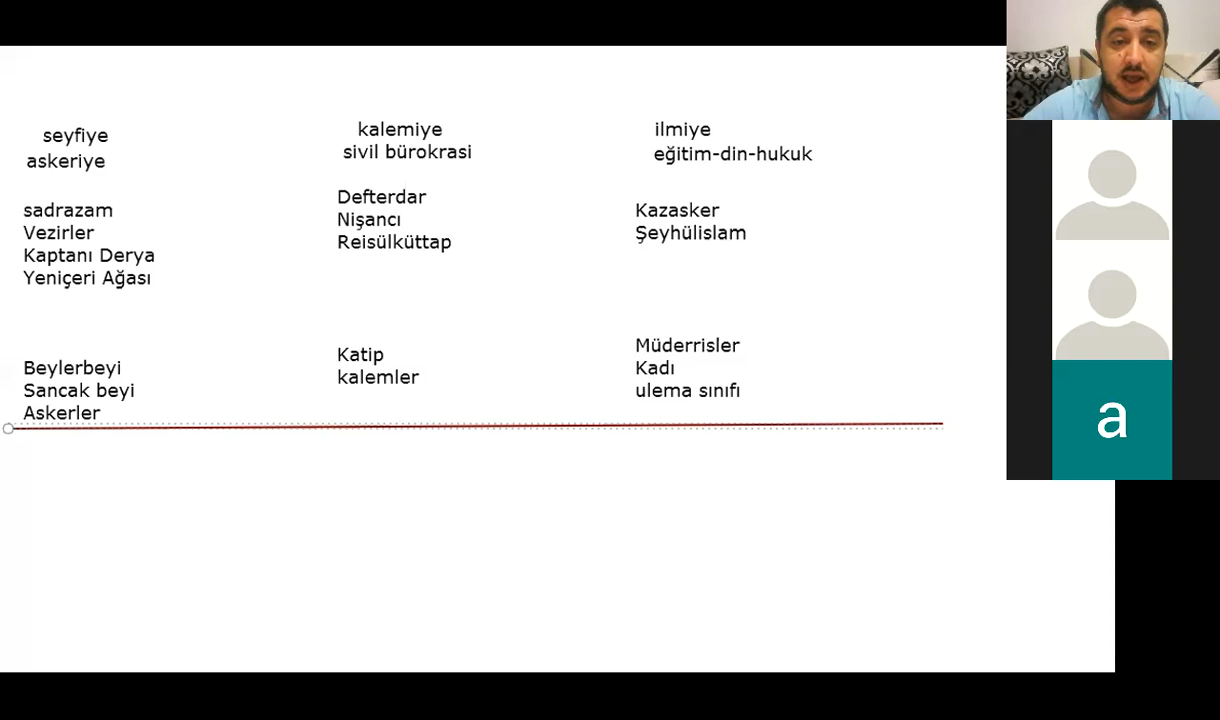 seyfiye
askeriye
sadrazam
Vezirler
Kaptanı Derya
Yeniçeri Ağası
Beylerbeyi
Sancak beyi
Askerler
kalemiye
sivil bürokrasi
Defterdar
Nişancı
Reisülküttap
Katip
kalemler
ilmiye
eğitim-din-hukuk
Kazasker
Şeyhülislam
Müderrisler
Kadı
ulema sınıfı
a